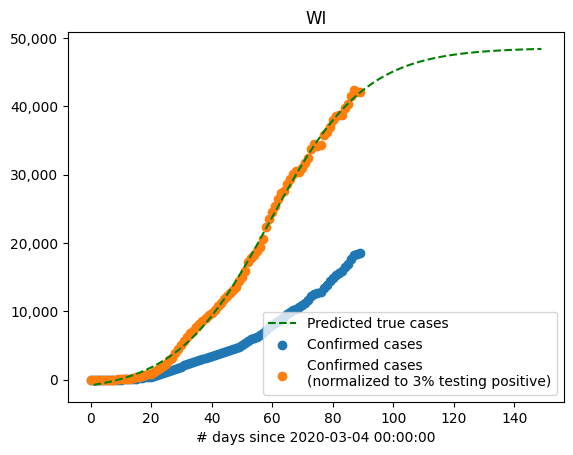 WI
50,000
40,000
30,000
20,000
10,000
0
Predicted true cases
Confirmed cases
Confirmed cases
(normalized to 3% testing positive)
0 20 40 60 80 100 120 140
# days since 2020-03-04 00:00:00